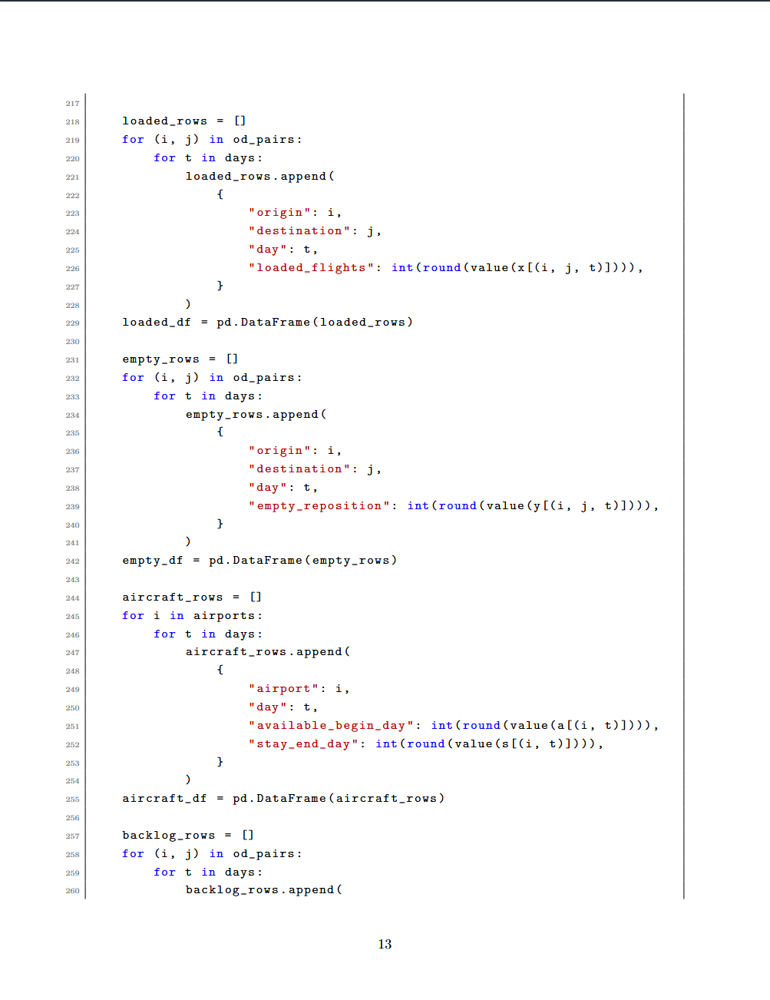 217
218     loaded_rows = []
219     for (i, j) in od_pairs:
220         for t in days:
221             loaded_rows.append(
222                 {
223                     "origin": i,
224                     "destination": j,
225                     "day": t,
226                     "loaded_flights": int(round(value(x[(i, j, t)]))),
227                 }
228             )
229     loaded_df = pd.DataFrame(loaded_rows)
230
231     empty_rows = []
232     for (i, j) in od_pairs:
233         for t in days:
234             empty_rows.append(
235                 {
236                     "origin": i,
237                     "destination": j,
238                     "day": t,
239                     "empty_reposition": int(round(value(y[(i, j, t)]))),
240                 }
241             )
242     empty_df = pd.DataFrame(empty_rows)
243
244     aircraft_rows = []
245     for i in airports:
246         for t in days:
247             aircraft_rows.append(
248                 {
249                     "airport": i,
250                     "day": t,
251                     "available_begin_day": int(round(value(a[(i, t)]))),
252                     "stay_end_day": int(round(value(s[(i, t)]))),
253                 }
254             )
255     aircraft_df = pd.DataFrame(aircraft_rows)
256
257     backlog_rows = []
258     for (i, j) in od_pairs:
259         for t in days:
260             backlog_rows.append(
13